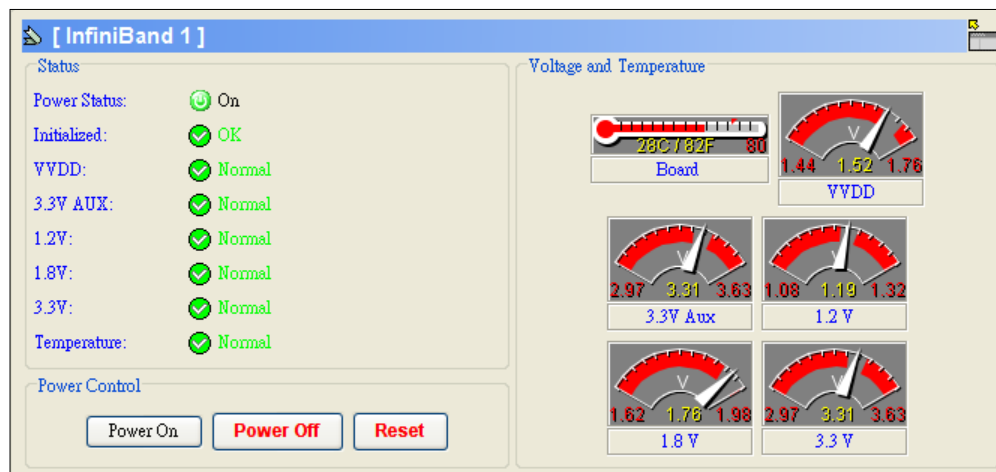 [ InfiniBand 1 ]
Status
Power Status: On
Initialized: OK
VVDD: Normal
3.3V AUX: Normal
1.2V: Normal
1.8V: Normal
3.3V: Normal
Temperature: Normal
Power Control
Power On Power Off Reset
Voltage and Temperature
28C / 82F 80
Board
V
1.44 1.52 1.76
VVDD
V
2.97 3.31 3.63
3.3V Aux
V
1.08 1.19 1.32
1.2 V
V
1.62 1.76 1.98
1.8 V
V
2.97 3.31 3.63
3.3 V